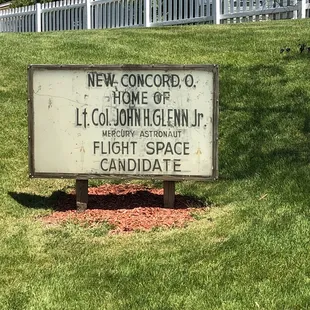 NEW CONCORD, O.
HOME OF
Lt. Col. JOHN H. GLENN Jr.
MERCURY ASTRONAUT
FLIGHT SPACE
CANDIDATE